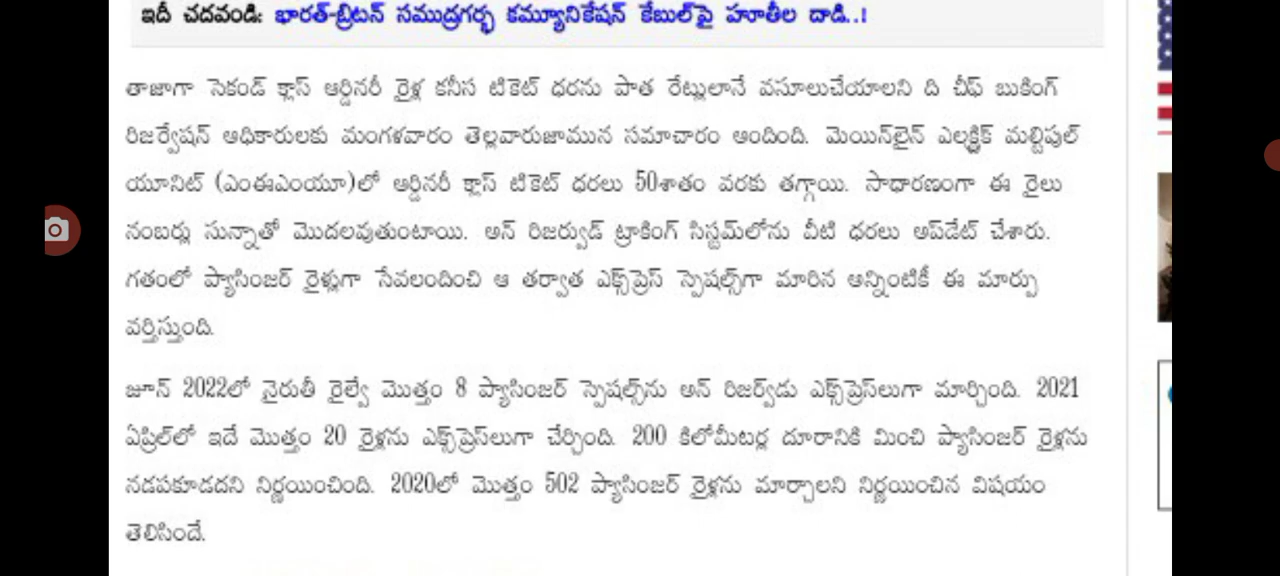 ఇదీ చదవండి: భారత్-బ్రిటన్ సముద్రగర్భ కమ్యూనికేషన్ కేబుల్‌పై హూతీల దాడి..!
తాజాగా సెకండ్ క్లాస్ ఆర్డినరీ రైళ్ల కనీస టికెట్ ధరను పాత రేట్లులానే వసూలుచేయాలని ది చీఫ్ బుకింగ్
రిజర్వేషన్ అధికారులకు మంగళవారం తెల్లవారుజామున సమాచారం అందింది. మెయిన్‌లైన్ ఎలక్ట్రిక్ మల్టిపుల్
యూనిట్ (ఎంఈఎంయూ)లో ఆర్డినరీ క్లాస్ టికెట్ ధరలు 50శాతం వరకు తగ్గాయి. సాధారణంగా ఈ రైలు
నంబర్లు సున్నాతో మొదలవుతుంటాయి. అన్ రిజర్వుడ్ ట్రాకింగ్ సిస్టమ్‌లోను వీటి ధరలు అప్‌డేట్ చేశారు.
గతంలో ప్యాసింజర్ రైళ్లుగా సేవలందించి ఆ తర్వాత ఎక్స్‌ప్రెస్ స్పెషల్స్‌గా మారిన అన్నింటికీ ఈ మార్పు
వర్తిస్తుంది.
జూన్ 2022లో నైరుతీ రైల్వే మొత్తం 8 ప్యాసింజర్ స్పెషల్స్‌ను అన్ రిజర్వ్‌డు ఎక్స్‌ప్రెస్‌లుగా మార్చింది. 2021
ఏప్రిల్‌లో ఇదే మొత్తం 20 రైళ్లను ఎక్స్‌ప్రెస్‌లుగా చేర్చింది. 200 కిలోమీటర్ల దూరానికి మించి ప్యాసింజర్ రైళ్లను
నడపకూడదని నిర్ణయించింది. 2020లో మొత్తం 502 ప్యాసింజర్ రైళ్లను మార్చాలని నిర్ణయించిన విషయం
తెలిసిందే.